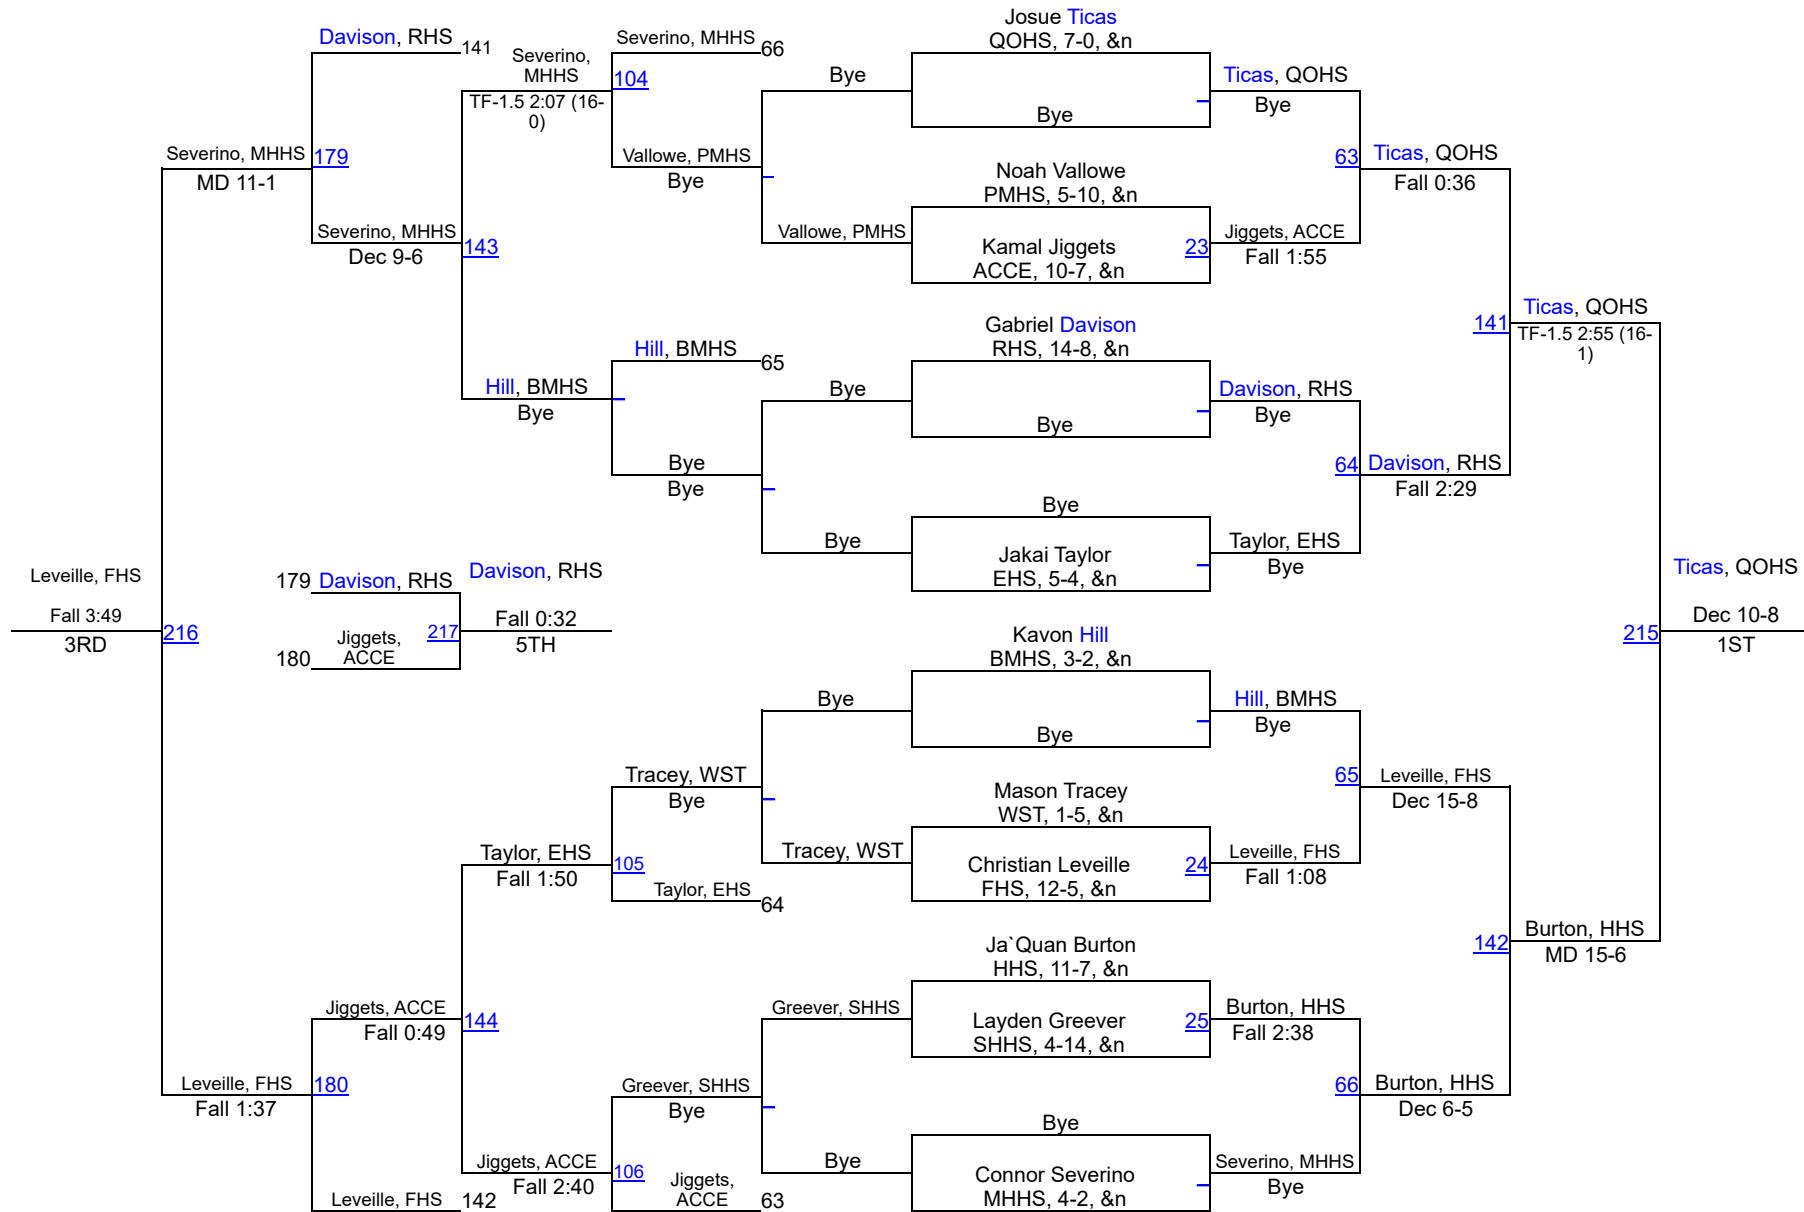 Josue Ticas
QOHS, 7-0, &n
Davison, RHS
141
Severino,
MHHS
TF-1.5 2:07 (16-
0)
Severino, MHHS
66
104
Bye
Bye
Ticas, QOHS
Bye
Severino, MHHS
179
MD 11-1
Vallowe, PMHS
Bye
Noah Vallowe
PMHS, 5-10, &n
63
Ticas, QOHS
Fall 0:36
Severino, MHHS
143
Dec 9-6
Vallowe, PMHS
Kamal Jiggets
ACCE, 10-7, &n
23
Jiggets, ACCE
Fall 1:55
Gabriel Davison
RHS, 14-8, &n
141
Ticas, QOHS
TF-1.5 2:55 (16-
1)
Hill, BMHS
65
Hill, BMHS
Bye
Bye
Bye
Davison, RHS
Bye
Bye
Bye
64
Davison, RHS
Fall 2:29
Bye
Bye
Jakai Taylor
EHS, 5-4, &n
Taylor, EHS
Bye
Leveille, FHS
Fall 3:49
3RD
216
179
Davison, RHS
Davison, RHS
Jiggets,
ACCE
180
217
Fall 0:32
5TH
Ticas, QOHS
215
Dec 10-8
1ST
Kavon Hill
BMHS, 3-2, &n
Bye
Bye
Hill, BMHS
Bye
Tracey, WST
Bye
Mason Tracey
WST, 1-5, &n
65
Leveille, FHS
Dec 15-8
Taylor, EHS
Fall 1:50
105
Tracey, WST
Christian Leveille
FHS, 12-5, &n
24
Leveille, FHS
Fall 1:08
Taylor, EHS
64
Ja`Quan Burton
HHS, 11-7, &n
142
Burton, HHS
MD 15-6
Jiggets, ACCE
Fall 0:49
144
Greever, SHHS
Layden Greever
SHHS, 4-14, &n
25
Burton, HHS
Fall 2:38
Leveille, FHS
Fall 1:37
180
Greever, SHHS
Bye
66
Burton, HHS
Dec 6-5
Bye
Jiggets, ACCE
Fall 2:40
106
Bye
Connor Severino
MHHS, 4-2, &n
Severino, MHHS
Bye
Leveille, FHS
142
Jiggets,
ACCE
63